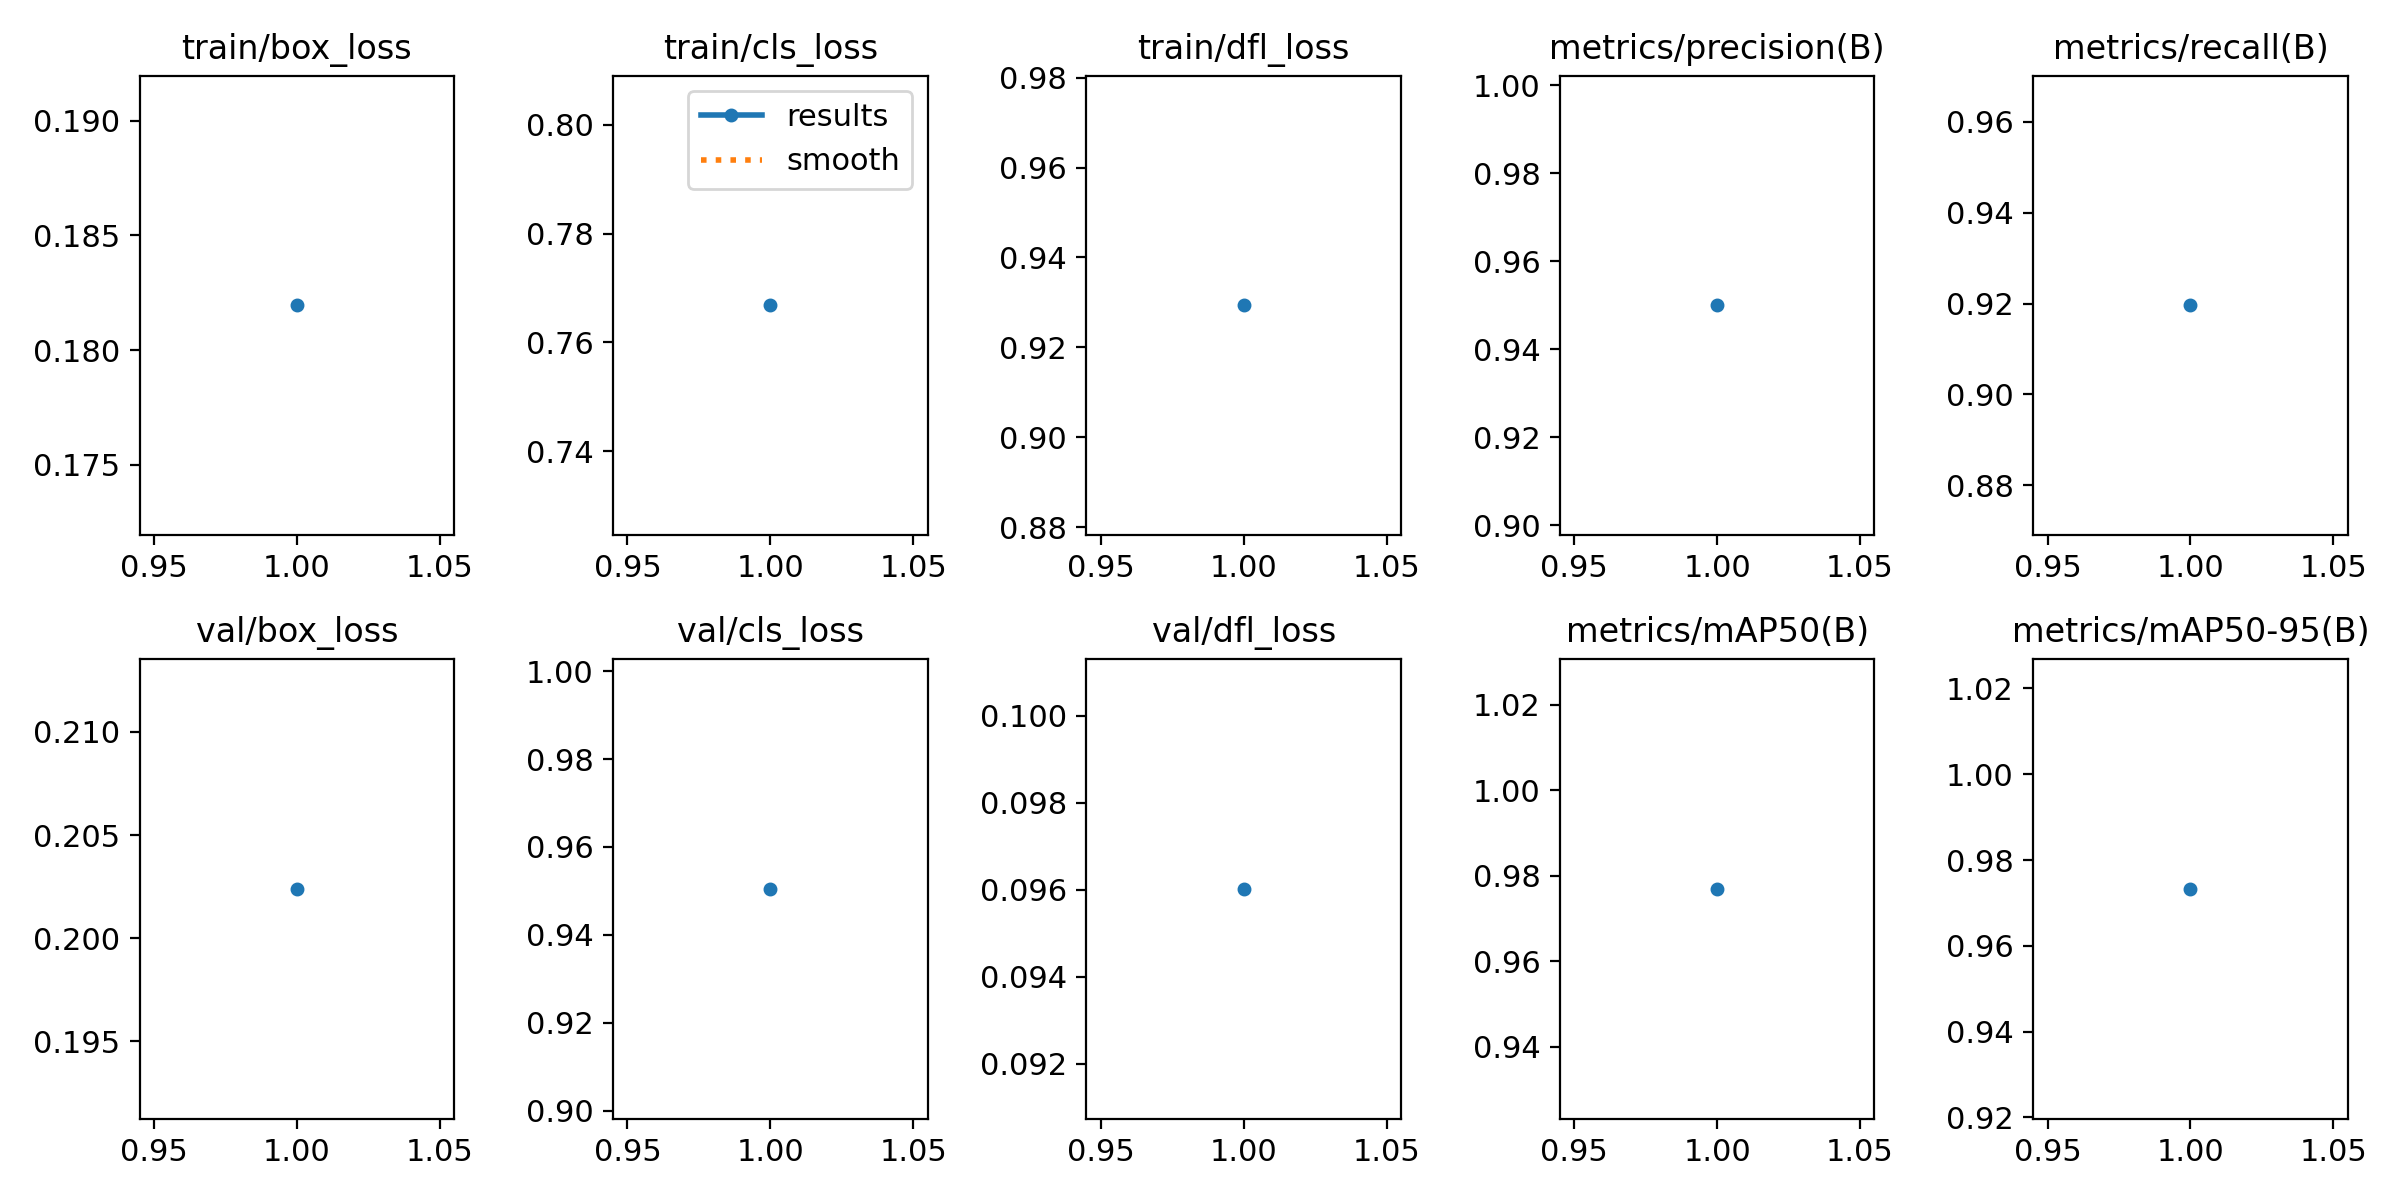 train/box_loss
0.190
0.185
0.180
0.175
0.95 1.00 1.05
train/cls_loss
results
smooth
0.80
0.78
0.76
0.74
0.95 1.00 1.05
train/dfl_loss
0.98
0.96
0.94
0.92
0.90
0.88
0.95 1.00 1.05
metrics/precision(B)
1.00
0.98
0.96
0.94
0.92
0.90
0.95 1.00 1.05
metrics/recall(B)
0.96
0.94
0.92
0.90
0.88
0.95 1.00 1.05
val/box_loss
0.210
0.205
0.200
0.195
0.95 1.00 1.05
val/cls_loss
1.00
0.98
0.96
0.94
0.92
0.90
0.95 1.00 1.05
val/dfl_loss
0.100
0.098
0.096
0.094
0.092
0.95 1.00 1.05
metrics/mAP50(B)
1.02
1.00
0.98
0.96
0.94
0.95 1.00 1.05
metrics/mAP50-95(B)
1.02
1.00
0.98
0.96
0.94
0.92
0.95 1.00 1.05